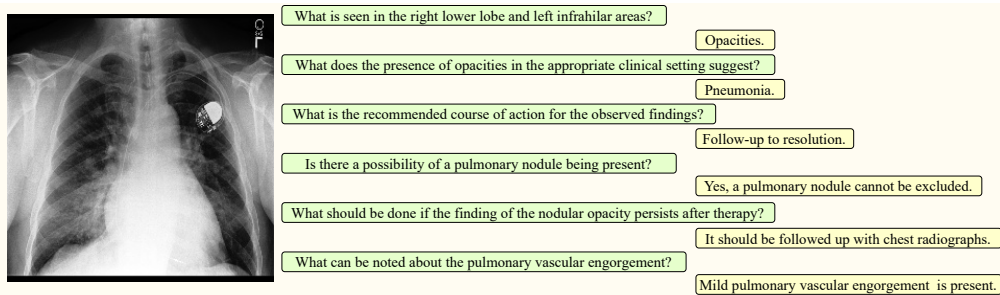 What is seen in the right lower lobe and left infrahilar areas?
Opacities.
What does the presence of opacities in the appropriate clinical setting suggest?
Pneumonia.
What is the recommended course of action for the observed findings?
Follow-up to resolution.
Is there a possibility of a pulmonary nodule being present?
Yes, a pulmonary nodule cannot be excluded.
What should be done if the finding of the nodular opacity persists after therapy?
It should be followed up with chest radiographs.
What can be noted about the pulmonary vascular engorgement?
Mild pulmonary vascular engorgement is present.